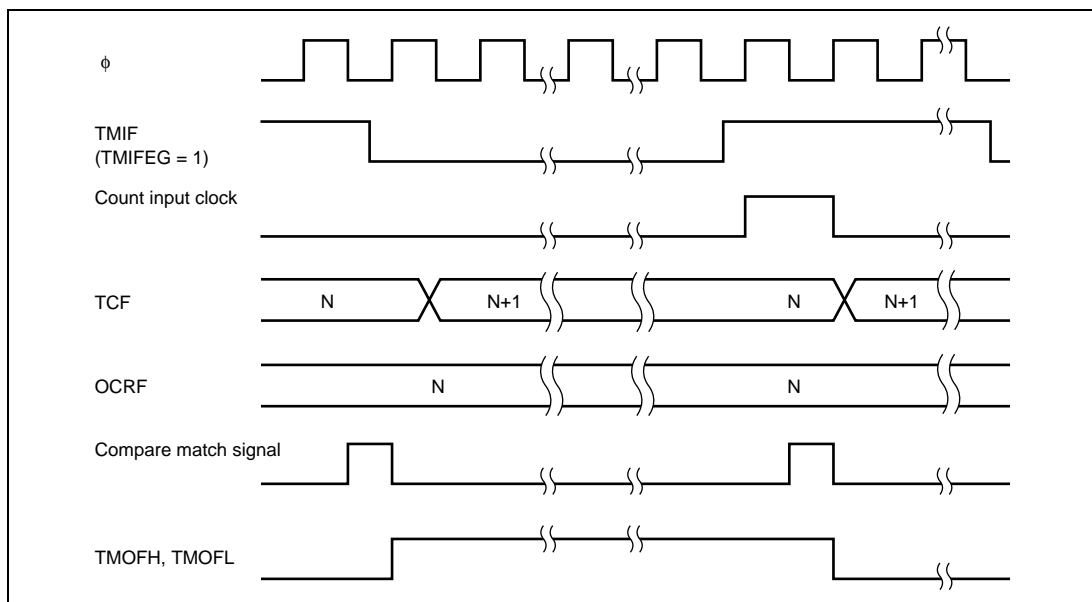 ϕ
TMIF
(TMIFEG = 1)
Count input clock
TCF
N
N+1
N
N+1
OCRF
N
N
Compare match signal
TMOFH, TMOFL